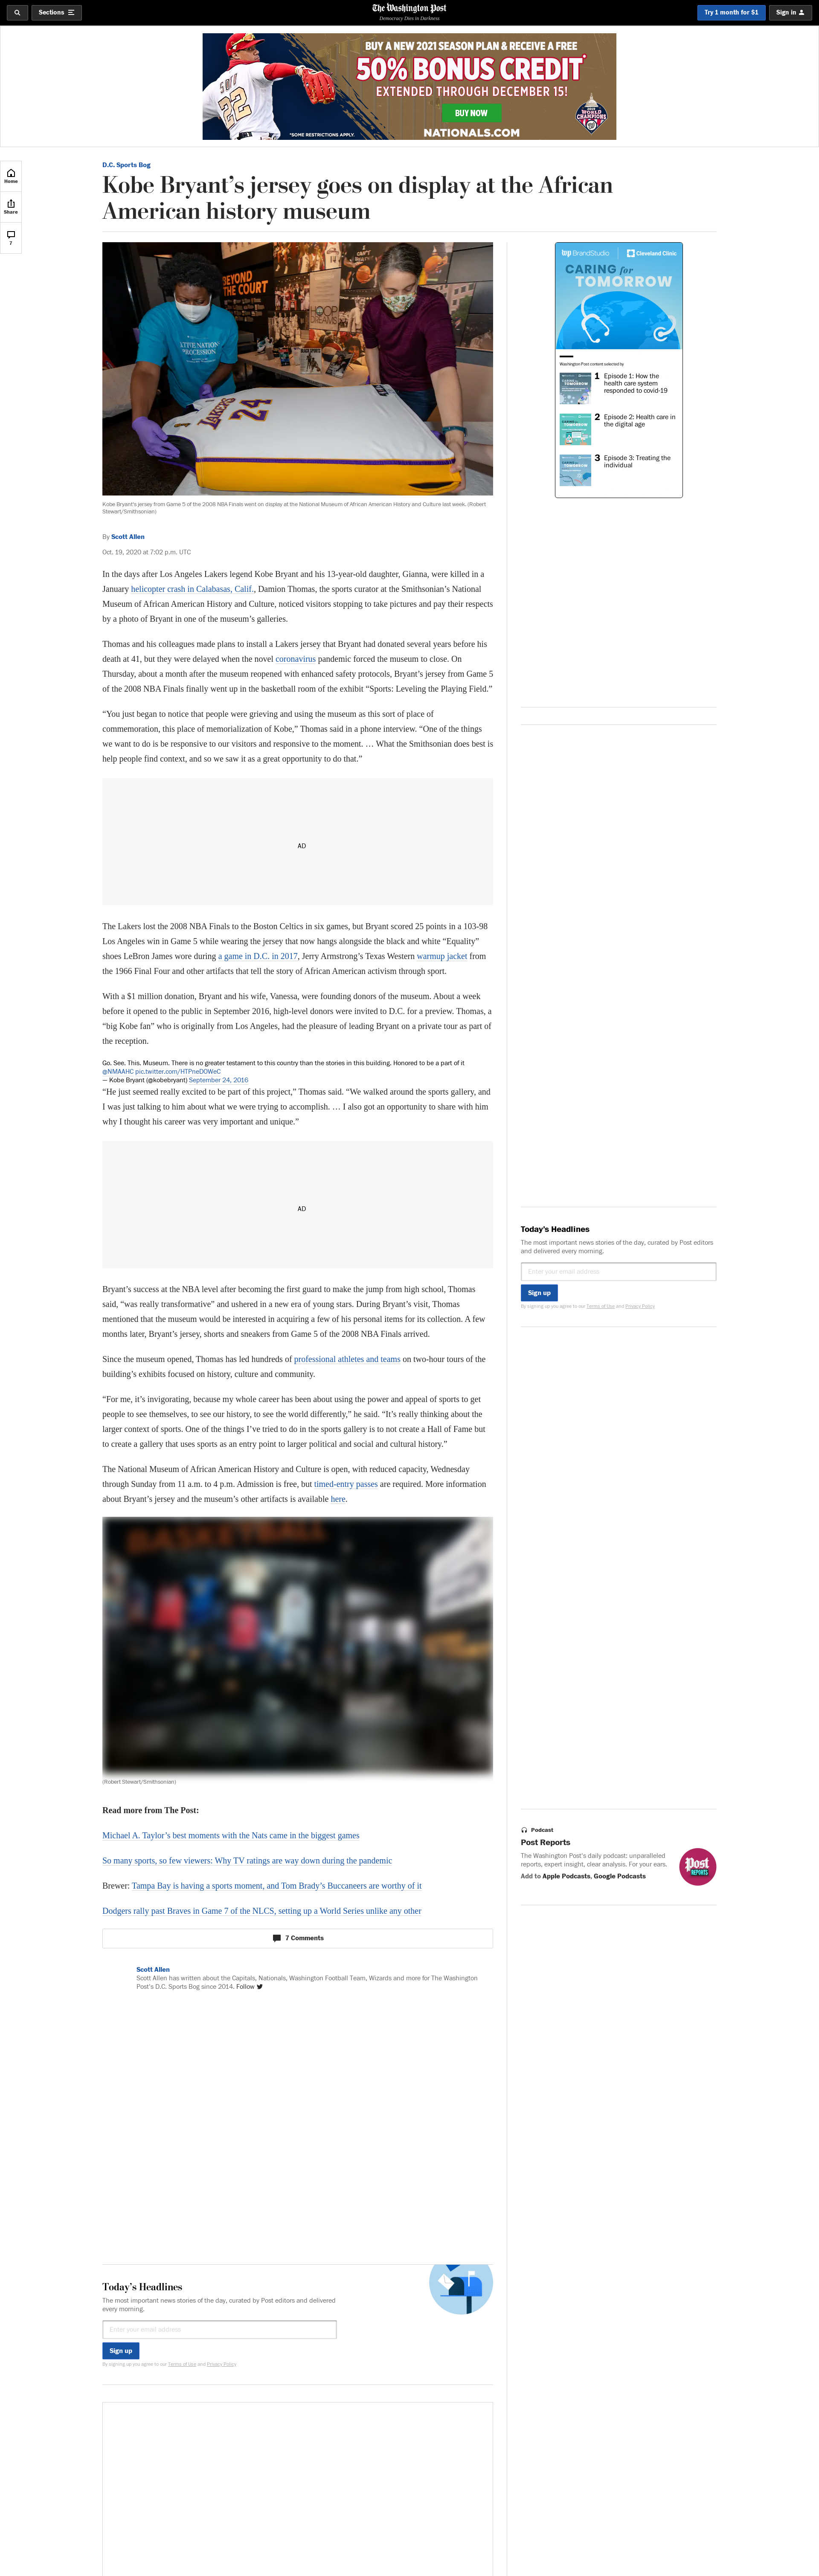 Sections
The Washington Post
Democracy Dies in Darkness
Try 1 month for $1
Sign in
BUY A NEW 2021 SEASON PLAN & RECEIVE A FREE
50% BONUS CREDIT*
EXTENDED THROUGH DECEMBER 15!
BUY NOW
*SOME RESTRICTIONS APPLY.
NATIONALS.COM
WORLD
CHAMPIONS
SOTO
22
Home
Share
7
D.C. Sports Bog
Kobe Bryant’s jersey goes on display at the African
American history museum
BEYOND
THE COURT
HOOP
LAKERS
24
Kobe Bryant's jersey from Game 5 of the 2008 NBA Finals went on display at the National Museum of African American History and Culture last week. (Robert
Stewart/Smithsonian)
By Scott Allen
Oct. 19, 2020 at 7:02 p.m. UTC
In the days after Los Angeles Lakers legend Kobe Bryant and his 13-year-old daughter, Gianna, were killed in a
January helicopter crash in Calabasas, Calif., Damion Thomas, the sports curator at the Smithsonian’s National
Museum of African American History and Culture, noticed visitors stopping to take pictures and pay their respects
by a photo of Bryant in one of the museum’s galleries.
Thomas and his colleagues made plans to install a Lakers jersey that Bryant had donated several years before his
death at 41, but they were delayed when the novel coronavirus pandemic forced the museum to close. On
Thursday, about a month after the museum reopened with enhanced safety protocols, Bryant’s jersey from Game 5
of the 2008 NBA Finals finally went up in the basketball room of the exhibit “Sports: Leveling the Playing Field.”
“You just began to notice that people were grieving and using the museum as this sort of place of
commemoration, this place of memorialization of Kobe,” Thomas said in a phone interview. “One of the things
we want to do is be responsive to our visitors and responsive to the moment. … What the Smithsonian does best is
help people find context, and so we saw it as a great opportunity to do that.”
AD
The Lakers lost the 2008 NBA Finals to the Boston Celtics in six games, but Bryant scored 25 points in a 103-98
Los Angeles win in Game 5 while wearing the jersey that now hangs alongside the black and white “Equality”
shoes LeBron James wore during a game in D.C. in 2017, Jerry Armstrong’s Texas Western warmup jacket from
the 1966 Final Four and other artifacts that tell the story of African American activism through sport.
With a $1 million donation, Bryant and his wife, Vanessa, were founding donors of the museum. About a week
before it opened to the public in September 2016, high-level donors were invited to D.C. for a preview. Thomas, a
“big Kobe fan” who is originally from Los Angeles, had the pleasure of leading Bryant on a private tour as part of
the reception.
Go. See. This. Museum. There is no greater testament to this country than the stories in this building. Honored to be a part of it
@NMAAHC pic.twitter.com/HTPneDOWeC
— Kobe Bryant (@kobebryant) September 24, 2016
“He just seemed really excited to be part of this project,” Thomas said. “We walked around the sports gallery, and
I was just talking to him about what we were trying to accomplish. … I also got an opportunity to share with him
why I thought his career was very important and unique.”
AD
Bryant’s success at the NBA level after becoming the first guard to make the jump from high school, Thomas
said, “was really transformative” and ushered in a new era of young stars. During Bryant’s visit, Thomas
mentioned that the museum would be interested in acquiring a few of his personal items for its collection. A few
months later, Bryant’s jersey, shorts and sneakers from Game 5 of the 2008 NBA Finals arrived.
Since the museum opened, Thomas has led hundreds of professional athletes and teams on two-hour tours of the
building’s exhibits focused on history, culture and community.
“For me, it’s invigorating, because my whole career has been about using the power and appeal of sports to get
people to see themselves, to see our history, to see the world differently,” he said. “It’s really thinking about the
larger context of sports. One of the things I’ve tried to do in the sports gallery is to not create a Hall of Fame but
to create a gallery that uses sports as an entry point to larger political and social and cultural history.”
The National Museum of African American History and Culture is open, with reduced capacity, Wednesday
through Sunday from 11 a.m. to 4 p.m. Admission is free, but timed-entry passes are required. More information
about Bryant’s jersey and the museum’s other artifacts is available here.
(Robert Stewart/Smithsonian)
Read more from The Post:
Michael A. Taylor’s best moments with the Nats came in the biggest games
So many sports, so few viewers: Why TV ratings are way down during the pandemic
Brewer: Tampa Bay is having a sports moment, and Tom Brady’s Buccaneers are worthy of it
Dodgers rally past Braves in Game 7 of the NLCS, setting up a World Series unlike any other
7 Comments
Scott Allen
Scott Allen has written about the Capitals, Nationals, Washington Football Team, Wizards and more for The Washington
Post's D.C. Sports Bog since 2014. Follow
Today's Headlines
The most important news stories of the day, curated by Post editors and delivered
every morning.
Enter your email address
Sign up
By signing up you agree to our Terms of Use and Privacy Policy
wp BrandStudio
Cleveland Clinic
CARING for
TOMORROW
Washington Post content selected by
1 Episode 1: How the
health care system
responded to covid-19
2 Episode 2: Health care in
the digital age
3 Episode 3: Treating the
individual
Today's Headlines
The most important news stories of the day, curated by Post editors
and delivered every morning.
Enter your email address
Sign up
By signing up you agree to our Terms of Use and Privacy Policy
Podcast
Post Reports
The Washington Post's daily podcast: unparalleled
reports, expert insight, clear analysis. For your ears.
Add to Apple Podcasts, Google Podcasts
Post
REPORTS